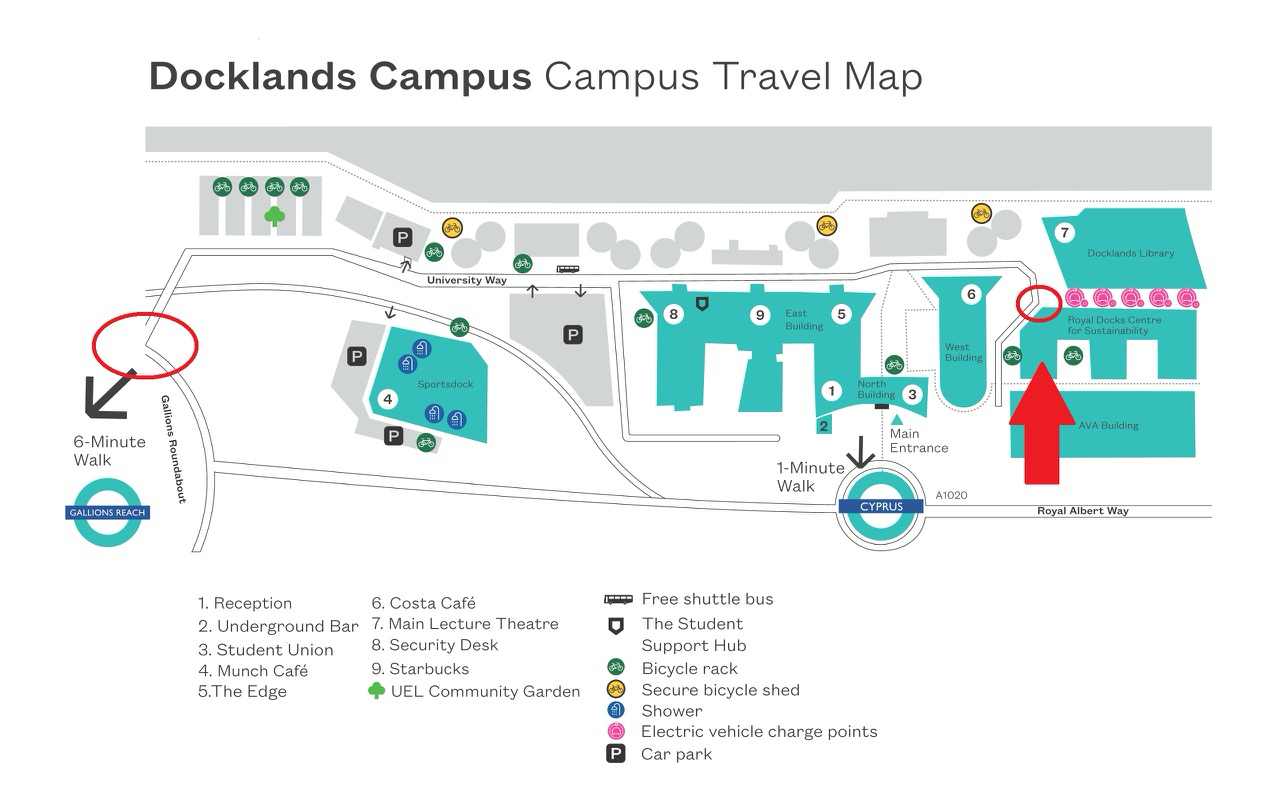 Docklands Campus Campus Travel Map
7
Docklands Library
P
University Way
6
8
9
East
Building
5
Royal Docks Centre
for Sustainability
P
P
West
Building
Sportsdock
4
1
North
Building
3
2
AVA Building
P
Main
Entrance
Gallions Roundabout
6-Minute
Walk
1-Minute
Walk
GALLIONS REACH
CYPRUS
A1020
Royal Albert Way
1. Reception
2. Underground Bar
3. Student Union
4. Munch Café
5.The Edge
6. Costa Café
7. Main Lecture Theatre
8. Security Desk
9. Starbucks
UEL Community Garden
Free shuttle bus
The Student
Support Hub
Bicycle rack
Secure bicycle shed
Shower
Electric vehicle charge points
P Car park